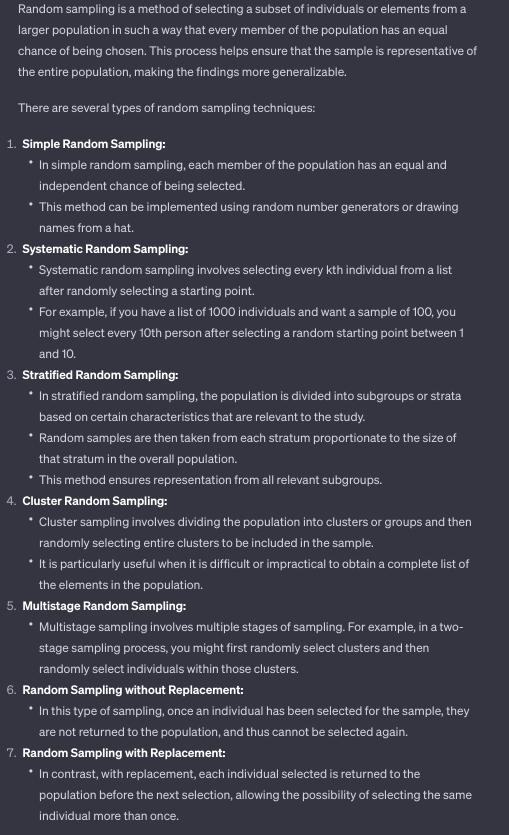 Random sampling is a method of selecting a subset of individuals or elements from a
larger population in such a way that every member of the population has an equal
chance of being chosen. This process helps ensure that the sample is representative of
the entire population, making the findings more generalizable.
There are several types of random sampling techniques:
1. Simple Random Sampling:
• In simple random sampling, each member of the population has an equal and
independent chance of being selected.
• This method can be implemented using random number generators or drawing
names from a hat.
2. Systematic Random Sampling:
• Systematic random sampling involves selecting every kth individual from a list
after randomly selecting a starting point.
• For example, if you have a list of 1000 individuals and want a sample of 100, you
might select every 10th person after selecting a random starting point between 1
and 10.
3. Stratified Random Sampling:
• In stratified random sampling, the population is divided into subgroups or strata
based on certain characteristics that are relevant to the study.
• Random samples are then taken from each stratum proportionate to the size of
that stratum in the overall population.
• This method ensures representation from all relevant subgroups.
4. Cluster Random Sampling:
• Cluster sampling involves dividing the population into clusters or groups and then
randomly selecting entire clusters to be included in the sample.
• It is particularly useful when it is difficult or impractical to obtain a complete list of
the elements in the population.
5. Multistage Random Sampling:
• Multistage sampling involves multiple stages of sampling. For example, in a two-
stage sampling process, you might first randomly select clusters and then
randomly select individuals within those clusters.
6. Random Sampling without Replacement:
• In this type of sampling, once an individual has been selected for the sample, they
are not returned to the population, and thus cannot be selected again.
7. Random Sampling with Replacement:
• In contrast, with replacement, each individual selected is returned to the
population before the next selection, allowing the possibility of selecting the same
individual more than once.